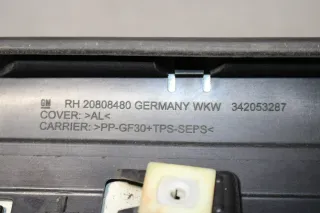 GM RH 20808480 GERMANY WKW 342053287
COVER: >AL<
CARRIER: >PP-GF30+TPS-SEPS<